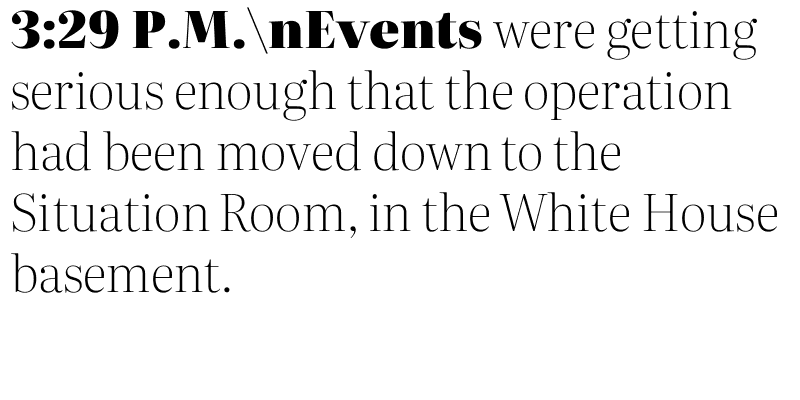 3:29 P.M.\nEvents were getting
serious enough that the operation
had been moved down to the
Situation Room, in the White House
basement.